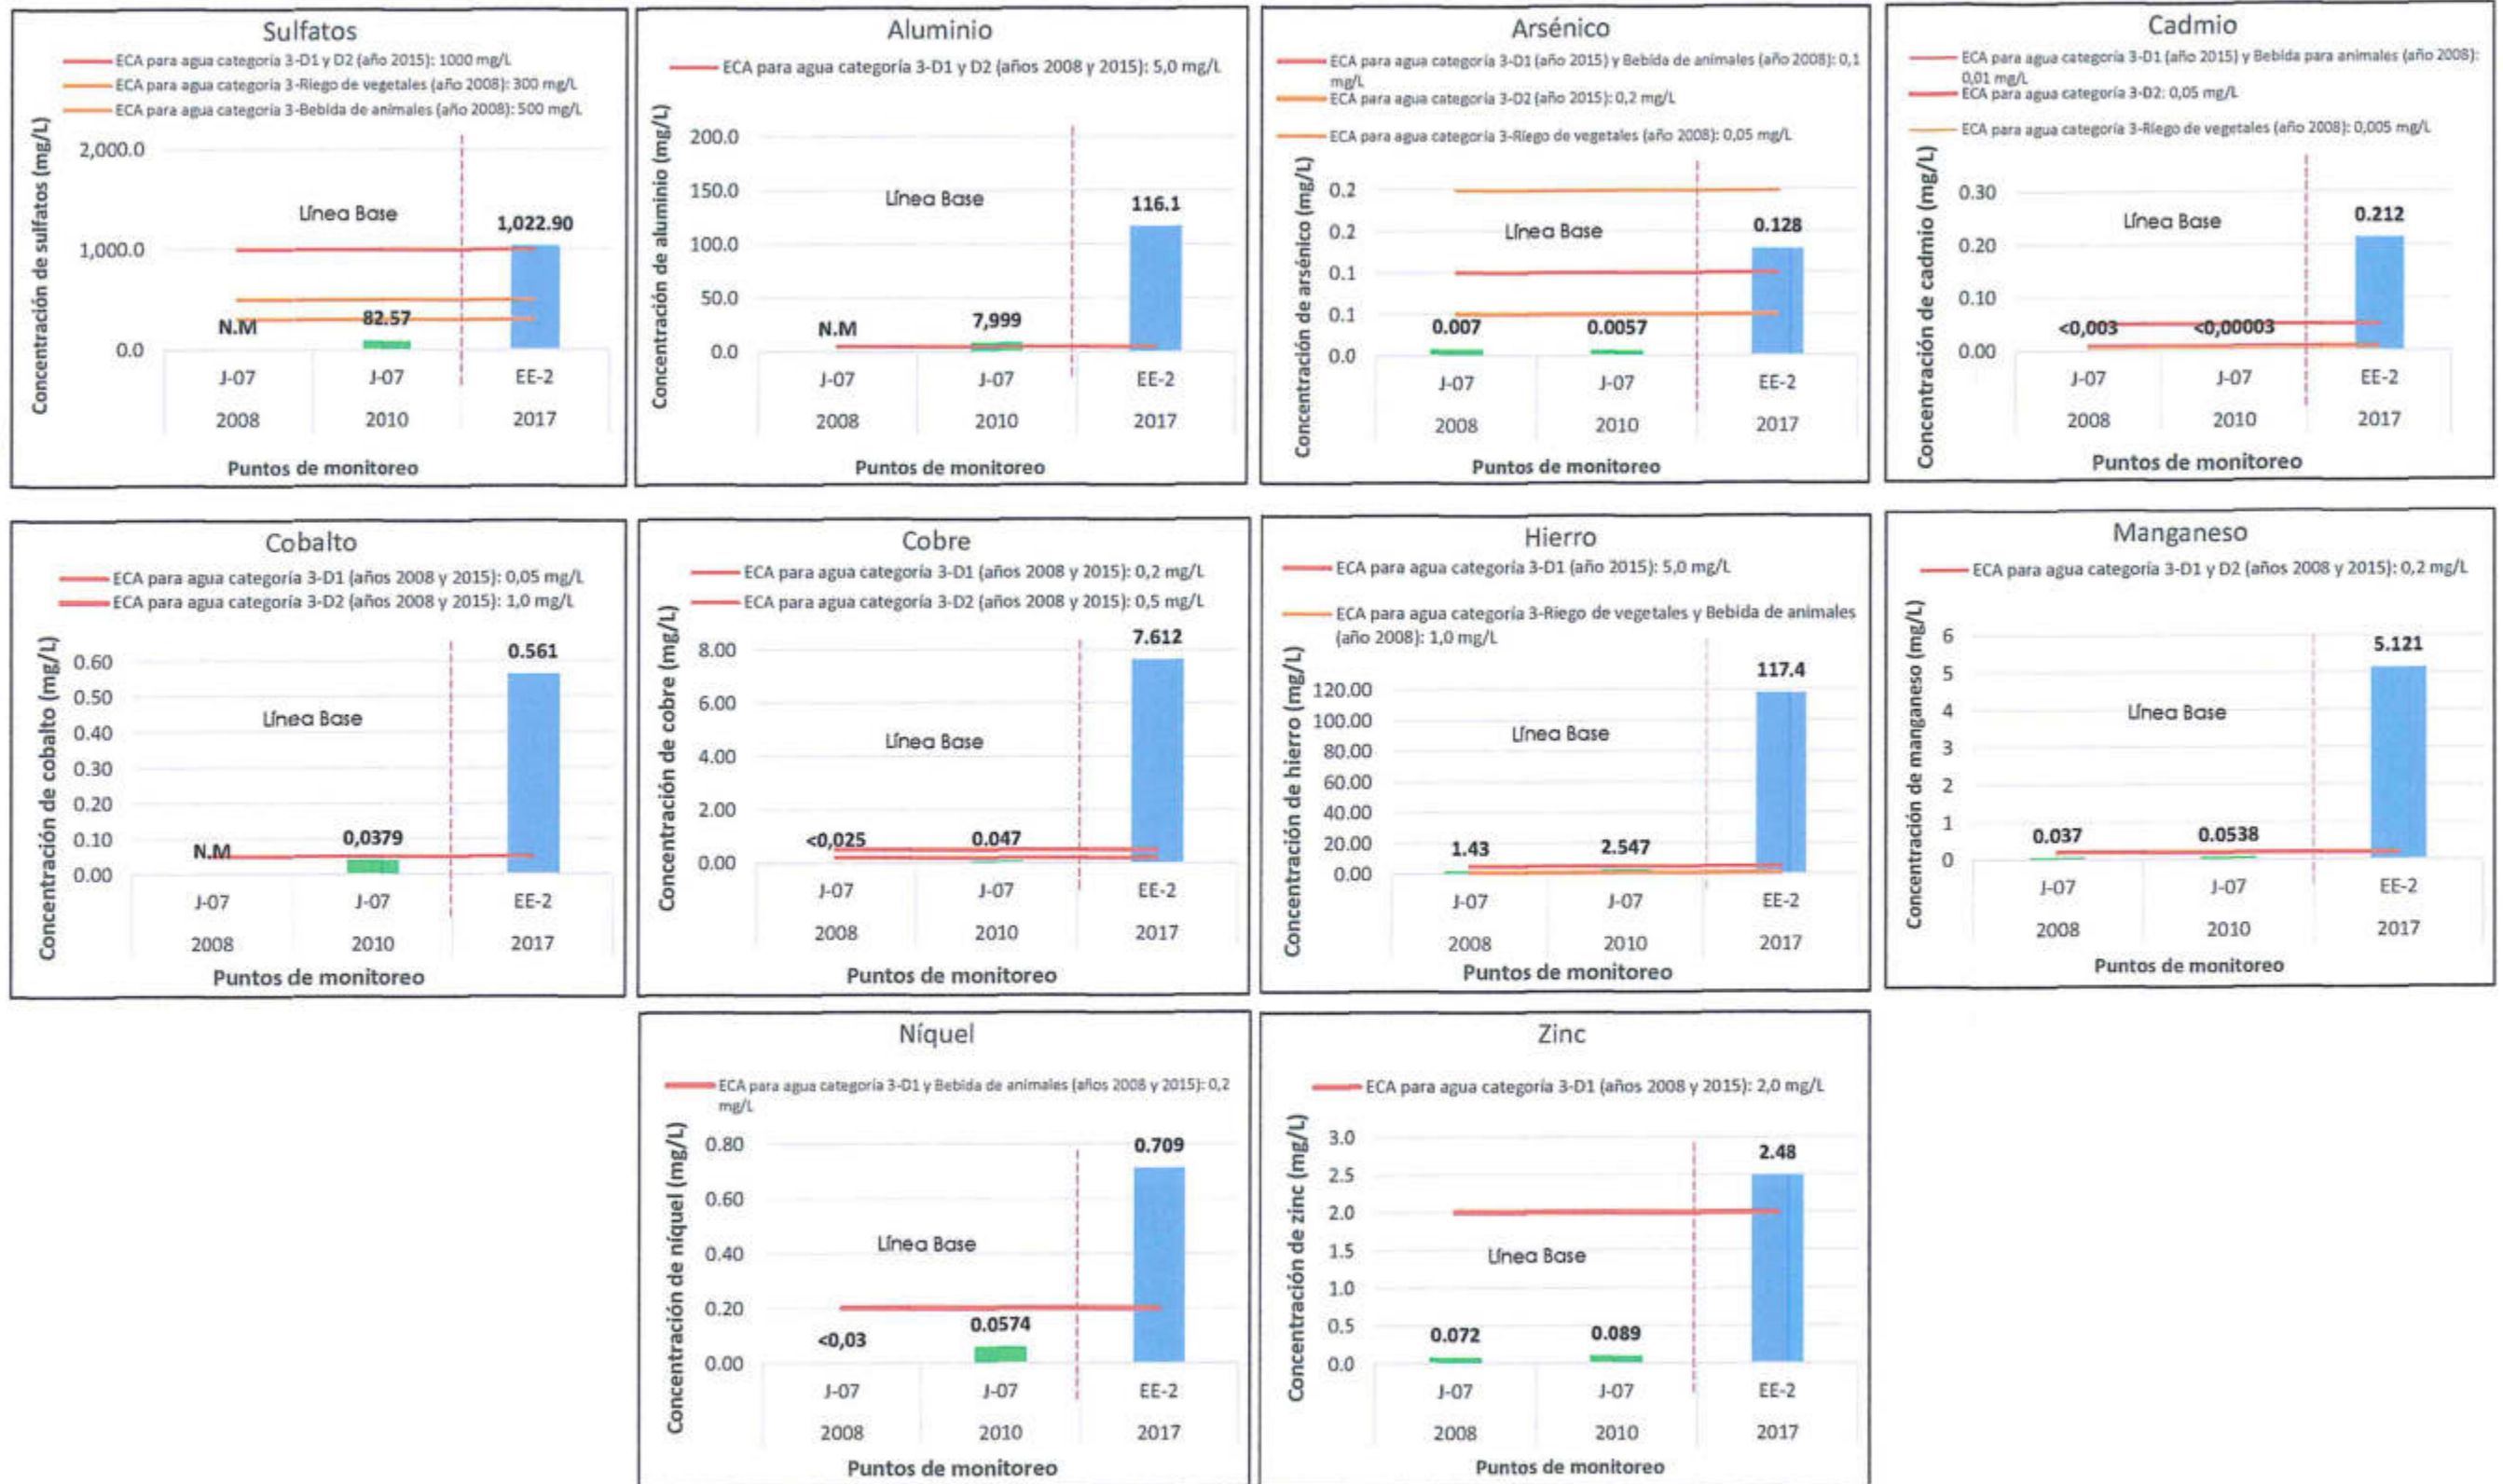 Sulfatos
ECA para agua categoría 3-D1 y D2 (año 2015): 1000 mg/L
ECA para agua categoría 3-Riego de vegetales (año 2008): 300 mg/L
ECA para agua categoría 3-Bebida de animales (año 2008): 500 mg/L
Concentración de sulfatos (mg/L)
2,000.0
1,000.0
0.0
Línea Base
N.M
82.57
1,022.90
J-07
J-07
EE-2
2008
2010
2017
Puntos de monitoreo
Aluminio
ECA para agua categoría 3-D1 y D2 (años 2008 y 2015): 5,0 mg/L
Concentración de aluminio (mg/L)
200.0
150.0
100.0
50.0
0.0
Línea Base
N.M
7,999
116.1
J-07
J-07
EE-2
2008
2010
2017
Puntos de monitoreo
Arsénico
ECA para agua categoría 3-D1 (año 2015) y Bebida de animales (año 2008): 0,1
mg/L
ECA para agua categoría 3-D2 (año 2015): 0,2 mg/L
ECA para agua categoría 3-Riego de vegetales (año 2008): 0,05 mg/L
Concentración de arsénico (mg/L)
0.2
0.2
0.1
0.1
0.0
Línea Base
0.007
0.0057
0.128
J-07
J-07
EE-2
2008
2010
2017
Puntos de monitoreo
Cadmio
ECA para agua categoría 3-D1 (año 2015) y Bebida para animales (año 2008):
0,01 mg/L
ECA para agua categoría 3-D2: 0,05 mg/L
ECA para agua categoría 3-Riego de vegetales (año 2008): 0,005 mg/L
Concentración de cadmio (mg/L)
0.30
0.20
0.10
0.00
Línea Base
<0,003
<0,00003
0.212
J-07
J-07
EE-2
2008
2010
2017
Puntos de monitoreo
Cobalto
ECA para agua categoría 3-D1 (años 2008 y 2015): 0,05 mg/L
ECA para agua categoría 3-D2 (años 2008 y 2015): 1,0 mg/L
Concentración de cobalto (mg/L)
0.60
0.50
0.40
0.30
0.20
0.10
0.00
Línea Base
N.M
0,0379
0.561
J-07
J-07
EE-2
2008
2010
2017
Puntos de monitoreo
Cobre
ECA para agua categoría 3-D1 (años 2008 y 2015): 0,2 mg/L
ECA para agua categoría 3-D2 (años 2008 y 2015): 0,5 mg/L
Concentración de cobre (mg/L)
8.00
6.00
4.00
2.00
0.00
Línea Base
<0,025
0.047
7.612
J-07
J-07
EE-2
2008
2010
2017
Puntos de monitoreo
Hierro
ECA para agua categoría 3-D1 (año 2015): 5,0 mg/L
ECA para agua categoría 3-Riego de vegetales y Bebida de animales
(año 2008): 1,0 mg/L
Concentración de hierro (mg/L)
120.00
100.00
80.00
60.00
40.00
20.00
0.00
Línea Base
1.43
2.547
117.4
J-07
J-07
EE-2
2008
2010
2017
Puntos de monitoreo
Manganeso
ECA para agua categoría 3-D1 y D2 (años 2008 y 2015): 0,2 mg/L
Concentración de manganeso (mg/L)
6
5
4
3
2
1
0
Línea Base
0.037
0.0538
5.121
J-07
J-07
EE-2
2008
2010
2017
Puntos de monitoreo
Níquel
ECA para agua categoría 3-D1 y Bebida de animales (años 2008 y 2015): 0,2
mg/L
Concentración de níquel (mg/L)
0.80
0.60
0.40
0.20
0.00
Línea Base
<0,03
0.0574
0.709
J-07
J-07
EE-2
2008
2010
2017
Puntos de monitoreo
Zinc
ECA para agua categoría 3-D1 (años 2008 y 2015): 2,0 mg/L
Concentración de zinc (mg/L)
3.0
2.5
2.0
1.5
1.0
0.5
0.0
Línea Base
0.072
0.089
2.48
J-07
J-07
EE-2
2008
2010
2017
Puntos de monitoreo